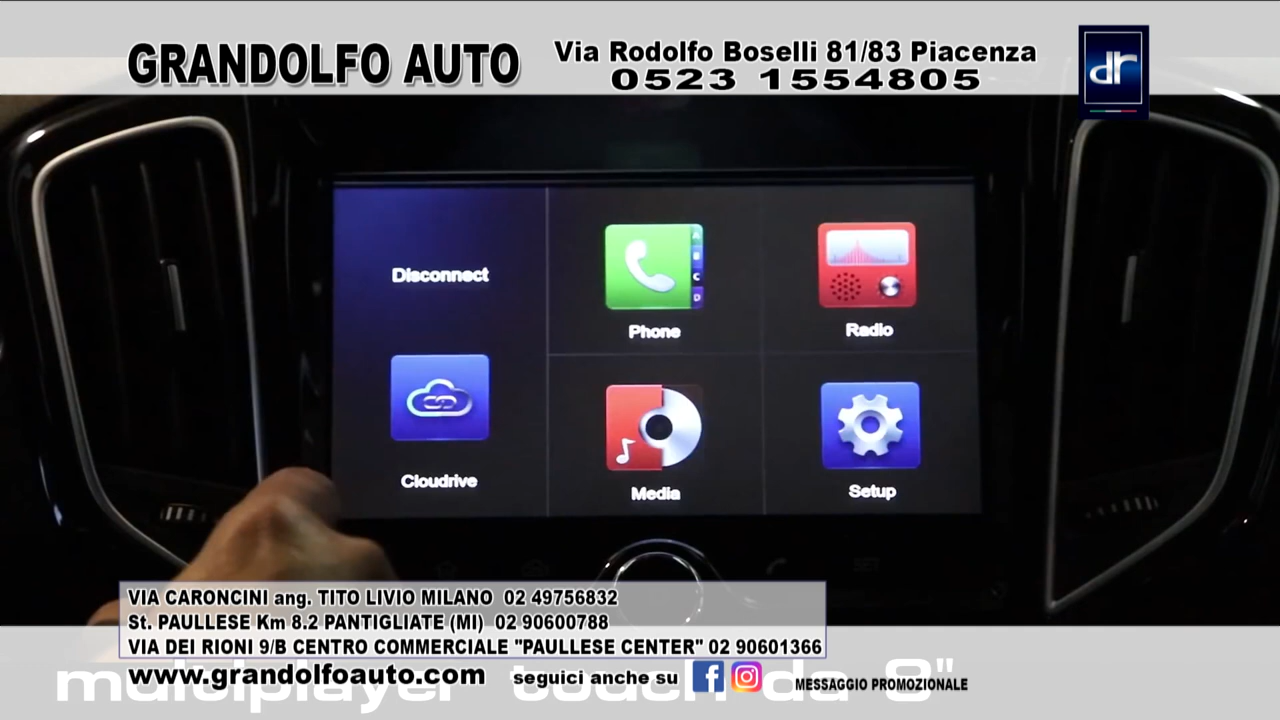 GRANDOLFO AUTO
Via Rodolfo Boselli 81/83 Piacenza
0523 1554805
dr
Disconnect
Phone
A
B
C
D
Radio
Cloudrive
Media
Setup
VIA CARONCINI ang. TITO LIVIO MILANO 02 49756832
St. PAULLESE Km 8.2 PANTIGLIATE (MI) 02 90600788
VIA DEI RIONI 9/B CENTRO COMMERCIALE "PAULLESE CENTER" 02 90601366
www.grandolfoauto.com seguici anche su
MESSAGGIO PROMOZIONALE
multiplayer touch da 8"